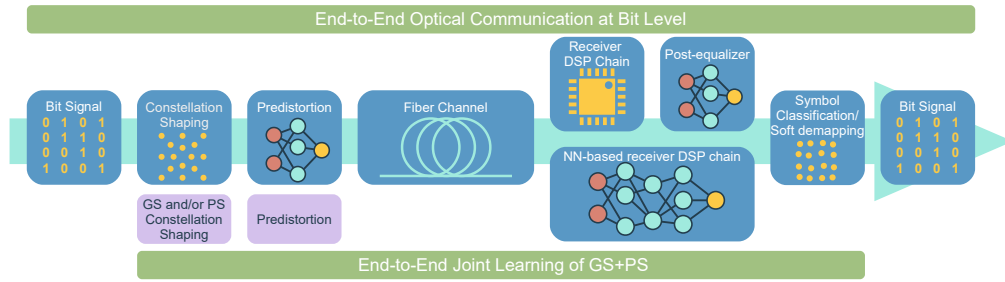 End-to-End Optical Communication at Bit Level
Bit Signal
0 1 0 1
0 1 1 0
0 0 1 0
1 0 0 1
Constellation
Shaping
Predistortion
Fiber Channel
Receiver
DSP Chain
Post-equalizer
NN-based receiver DSP chain
Symbol
Classification/
Soft demapping
Bit Signal
0 1 0 1
0 1 1 0
0 0 1 0
1 0 0 1
GS and/or PS
Constellation
Shaping
Predistortion
End-to-End Joint Learning of GS+PS